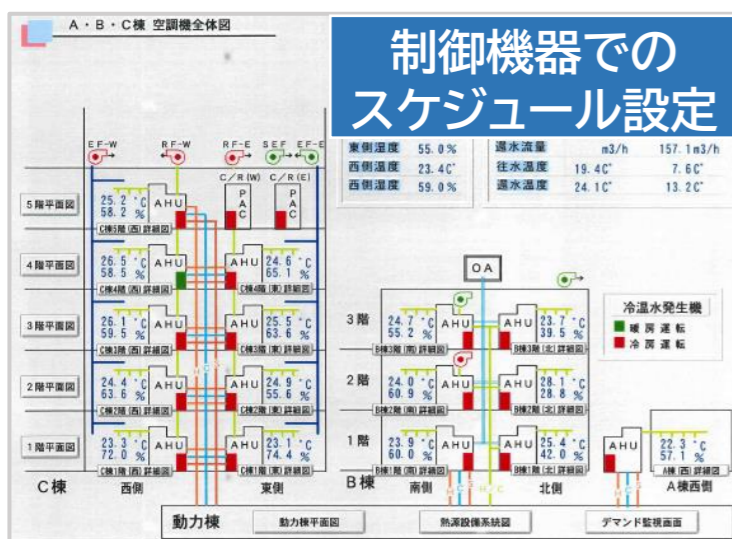 A・B・C棟 空調機全体図
制御機器での
スケジュール設定
東側湿度 55.0%
西側温度 23.4C°
西側湿度 59.0%
還水流量 m3/h 157.1m3/h
往水温度 19.4C° 7.6C°
還水温度 24.1C° 13.2C°
EF-W RF-W RF-E SEF EF-E
C/R(W) C/R(E)
5階平面図
25.2 °C
58.2 %
AHU
PAC
PAC
C棟5階(西)詳細図
4階平面図
26.5 °C
58.5 %
AHU
AHU
24.6 °C
65.1 %
C棟4階(西)詳細図
C棟4階(東)詳細図
3階平面図
26.1 °C
59.5 %
AHU
AHU
25.5 °C
63.6 %
C棟3階(西)詳細図
C棟3階(東)詳細図
2階平面図
24.4 °C
63.6 %
AHU
AHU
24.9 °C
55.6 %
C棟2階(西)詳細図
C棟2階(東)詳細図
1階平面図
23.3 °C
72.0 %
AHU
AHU
23.1 °C
74.4 %
C棟1階(西)詳細図
C棟1階(東)詳細図
C棟
西側
東側
OA
3階
24.7 °C
55.2 %
AHU
AHU
23.7 °C
39.5 %
B棟3階(南)詳細図
B棟3階(北)詳細図
2階
24.0 °C
60.9 %
AHU
AHU
28.1 °C
28.8 %
B棟2階(南)詳細図
B棟2階(北)詳細図
1階
23.9 °C
60.0 %
AHU
AHU
25.4 °C
42.0 %
B棟1階(南)詳細図
B棟1階(北)詳細図
B棟
南側
北側
冷温水発生機
暖房運転
冷房運転
AHU
22.3 °C
57.1 %
A棟(西)詳細図
A棟西側
動力棟
動力棟平面図
熱源設備系統図
デマンド監視画面